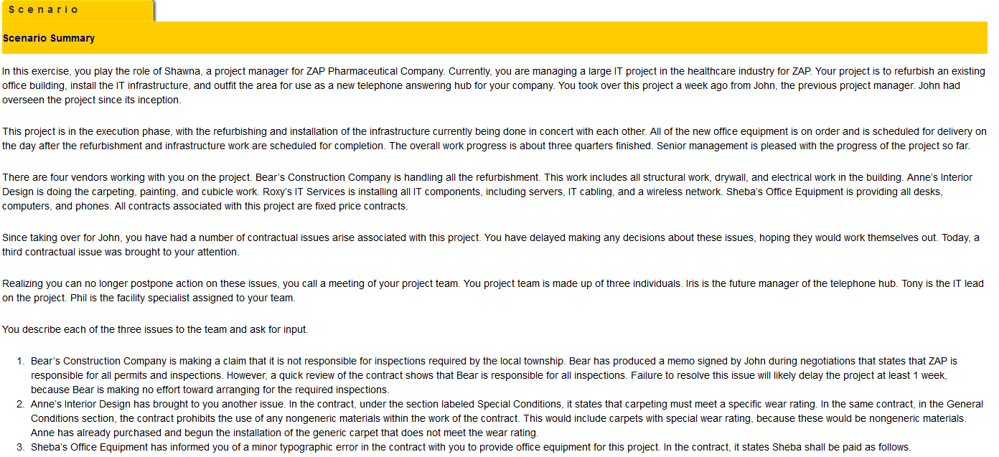 Scenario
Scenario Summary
In this exercise, you play the role of Shawna, a project manager for ZAP Pharmaceutical Company. Currently, you are managing a large IT project in the healthcare industry for ZAP. Your project is to refurbish an existing
office building, install the IT infrastructure, and outfit the area for use as a new telephone answering hub for your company. You took over this project a week ago from John, the previous project manager. John had
overseen the project since its inception.
This project is in the execution phase, with the refurbishing and installation of the infrastructure currently being done in concert with each other. All of the new office equipment is on order and is scheduled for delivery on
the day after the refurbishment and infrastructure work are scheduled for completion. The overall work progress is about three quarters finished. Senior management is pleased with the progress of the project so far.
There are four vendors working with you on the project. Bear's Construction Company is handling all the refurbishment. This work includes all structural work, drywall, and electrical work in the building. Anne's Interior
Design is doing the carpeting, painting, and cubicle work. Roxy's IT Services is installing all IT components, including servers, IT cabling, and a wireless network. Sheba's Office Equipment is providing all desks,
computers, and phones. All contracts associated with this project are fixed price contracts.
Since taking over for John, you have had a number of contractual issues arise associated with this project. You have delayed making any decisions about these issues, hoping they would work themselves out. Today, a
third contractual issue was brought to your attention.
Realizing you can no longer postpone action on these issues, you call a meeting of your project team. You project team is made up of three individuals. Iris is the future manager of the telephone hub. Tony is the IT lead
on the project. Phil is the facility specialist assigned to your team.
You describe each of the three issues to the team and ask for input.
1. Bear's Construction Company is making a claim that it is not responsible for inspections required by the local township. Bear has produced a memo signed by John during negotiations that states that ZAP is
responsible for all permits and inspections. However, a quick review of the contract shows that Bear is responsible for all inspections. Failure to resolve this issue will likely delay the project at least 1 week,
because Bear is making no effort toward arranging for the required inspections.
2. Anne's Interior Design has brought to you another issue. In the contract, under the section labeled Special Conditions, it states that carpeting must meet a specific wear rating. In the same contract, in the General
Conditions section, the contract prohibits the use of any nongeneric materials within the work of the contract. This would include carpets with special wear rating, because these would be nongeneric materials.
Anne has already purchased and begun the installation of the generic carpet that does not meet the wear rating.
3. Sheba's Office Equipment has informed you of a minor typographic error in the contract with you to provide office equipment for this project. In the contract, it states Sheba shall be paid as follows.